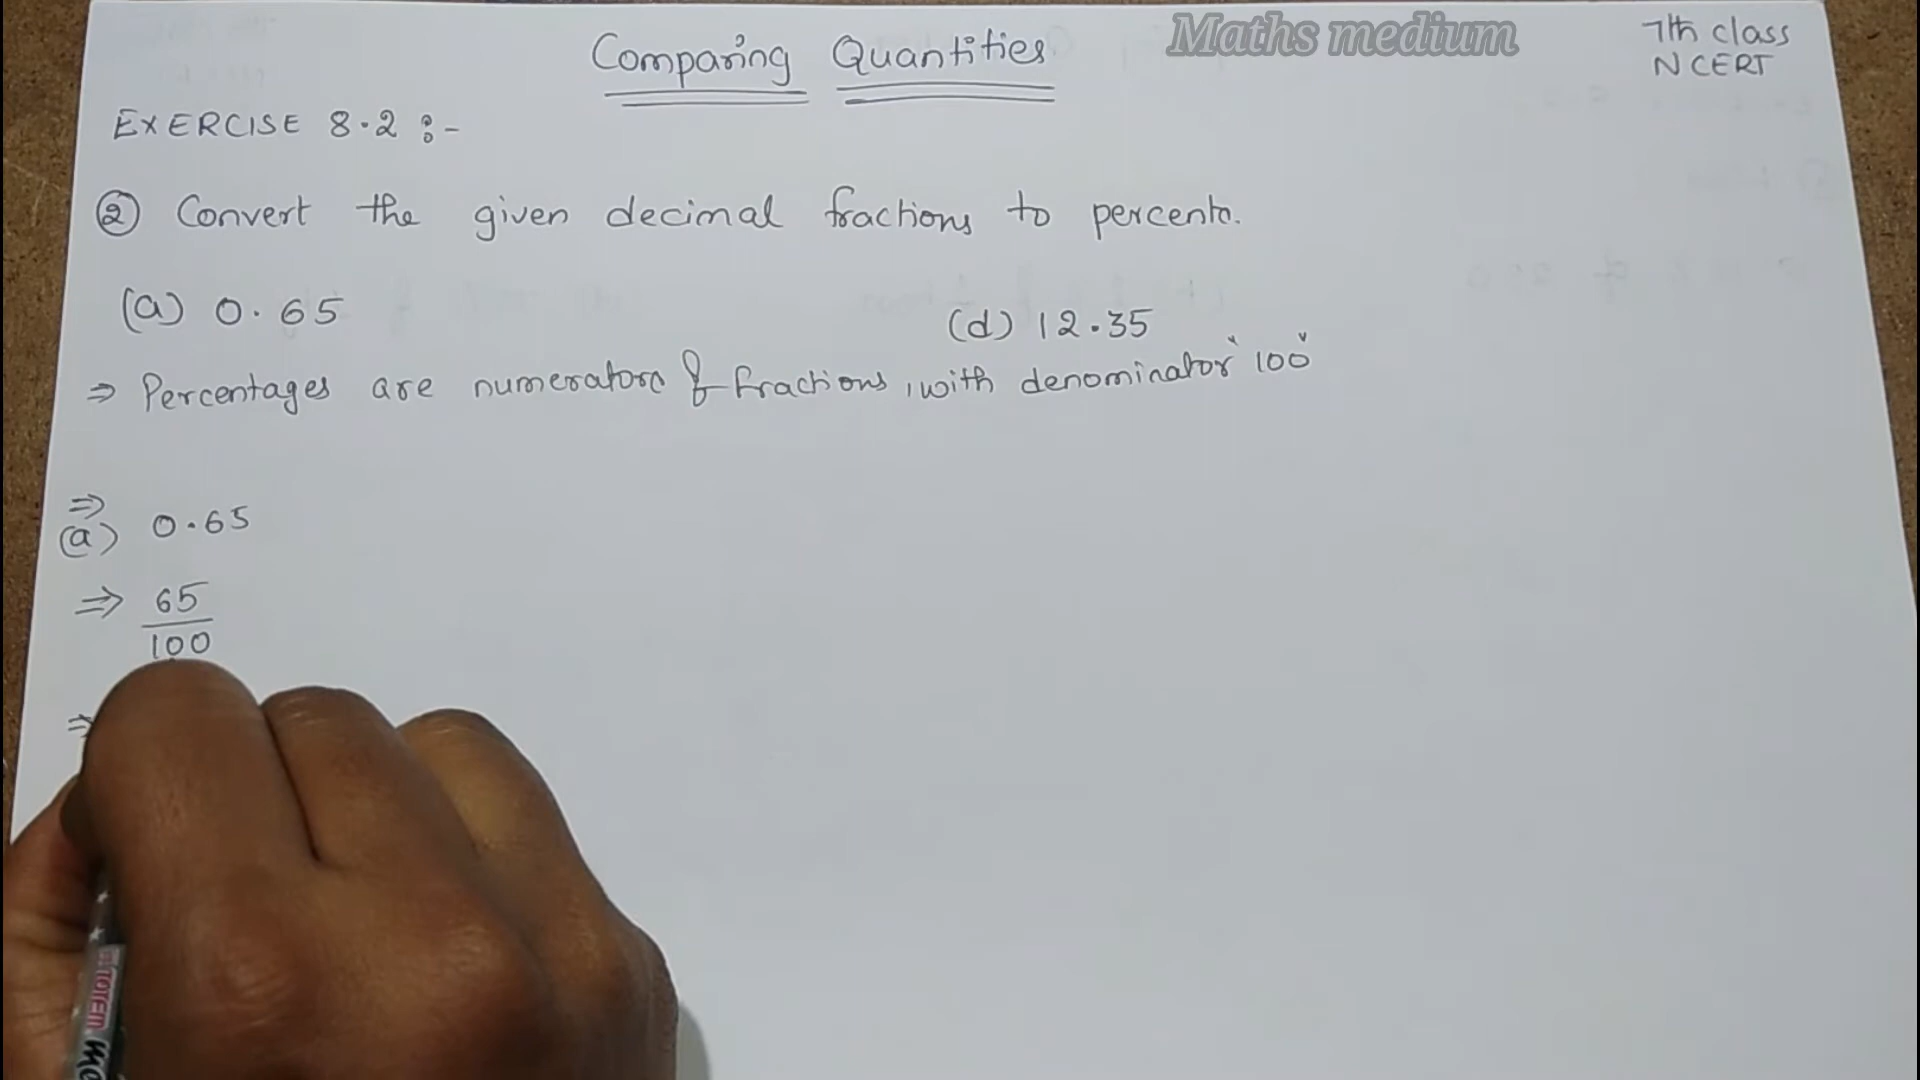 Maths medium
7th class
NCERT
Comparing Quantities
EXERCISE 8.2 :-
② Convert the given decimal fractions to percents.
(a) 0.65
(d) 12.35
⇒ Percentages are numerators of fractions, with denominator "100"
⇒
(a) 0.65
⇒ 65
100
⇒
TOTEM